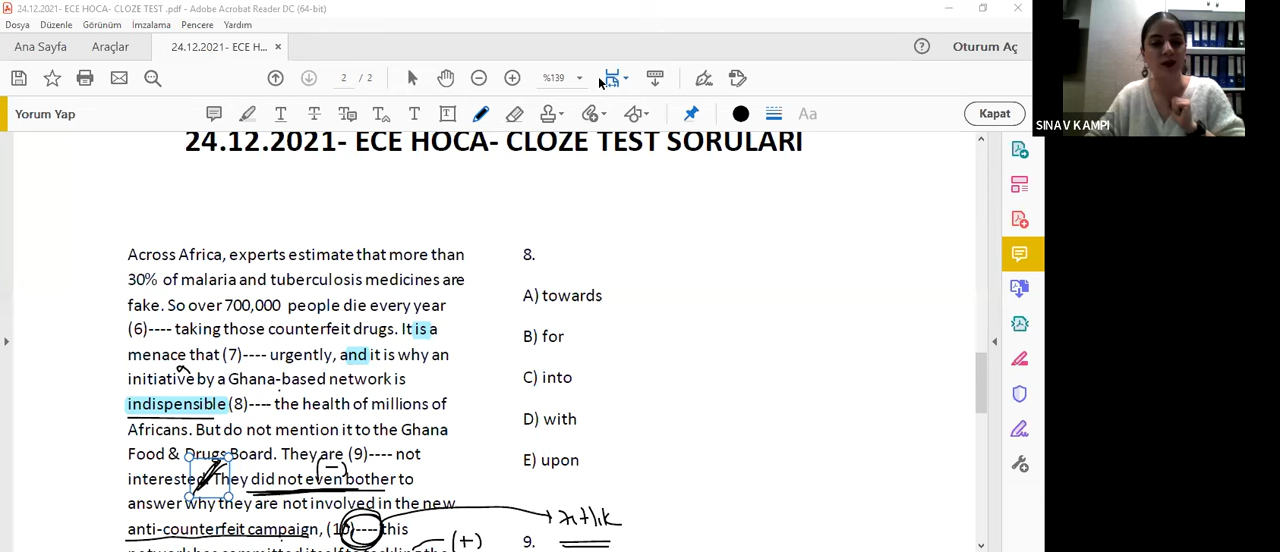 24.12.2021- ECE HOCA- CLOZE TEST .pdf - Adobe Acrobat Reader DC (64-bit)
Dosya Düzenle Görünüm İmzalama Pencere Yardım
Ana Sayfa Araçlar 24.12.2021- ECE H... × Oturum Aç
2 / 2 %139
Yorum Yap Aa Kapat
SINAV KAMPI
24.12.2021- ECE HOCA- CLOZE TEST SORULARI
Across Africa, experts estimate that more than
30% of malaria and tuberculosis medicines are
fake. So over 700,000 people die every year
(6)---- taking those counterfeit drugs. It is a
menace that (7)---- urgently, and it is why an
initiative by a Ghana-based network is
indispensible (8)---- the health of millions of
Africans. But do not mention it to the Ghana
Food & Drugs Board. They are (9)---- not
interested. They did not even bother to
answer why they are not involved in the new
anti-counterfeit campaign, (10)---- this
(-)
zıtlık
(+)
8.
A) towards
B) for
C) into
D) with
E) upon
9.